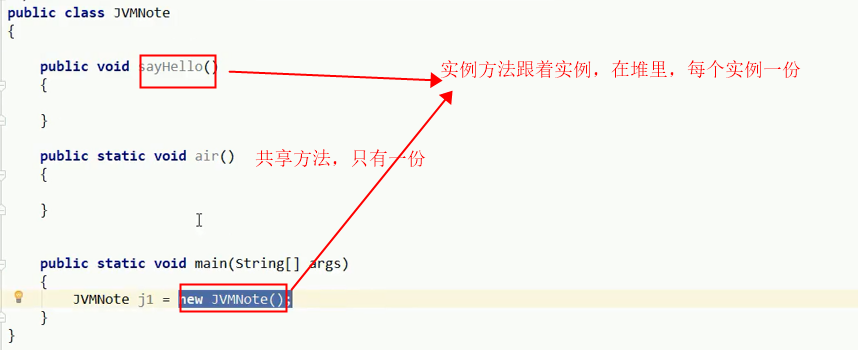 public class JVMNote
{
public void sayHello()
实例方法跟着实例，在堆里，每个实例一份
{
}
public static void air()
共享方法，只有一份
{
}
public static void main(String[] args)
{
JVMNote j1 = new JVMNote();
}
}